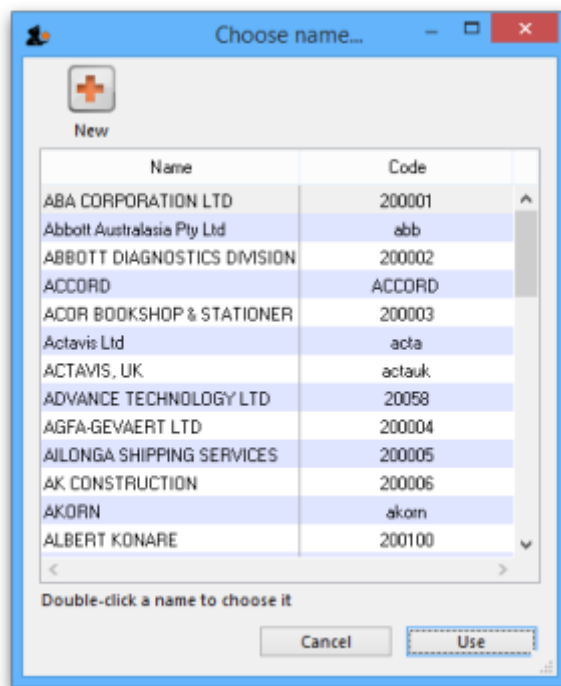 Choose name...
New
Name Code
ABA CORPORATION LTD 200001
Abbott Australasia Pty Ltd abb
ABBOTT DIAGNOSTICS DIVISION 200002
ACCORD ACCORD
ACOR BOOKSHOP & STATIONER 200003
Actavis Ltd acta
ACTAVIS, UK actauk
ADVANCE TECHNOLOGY LTD 20058
AGFA-GEVAERT LTD 200004
AILONGA SHIPPING SERVICES 200005
AK CONSTRUCTION 200006
AKORN akorn
ALBERT KONARE 200100
Double-click a name to choose it
Cancel Use